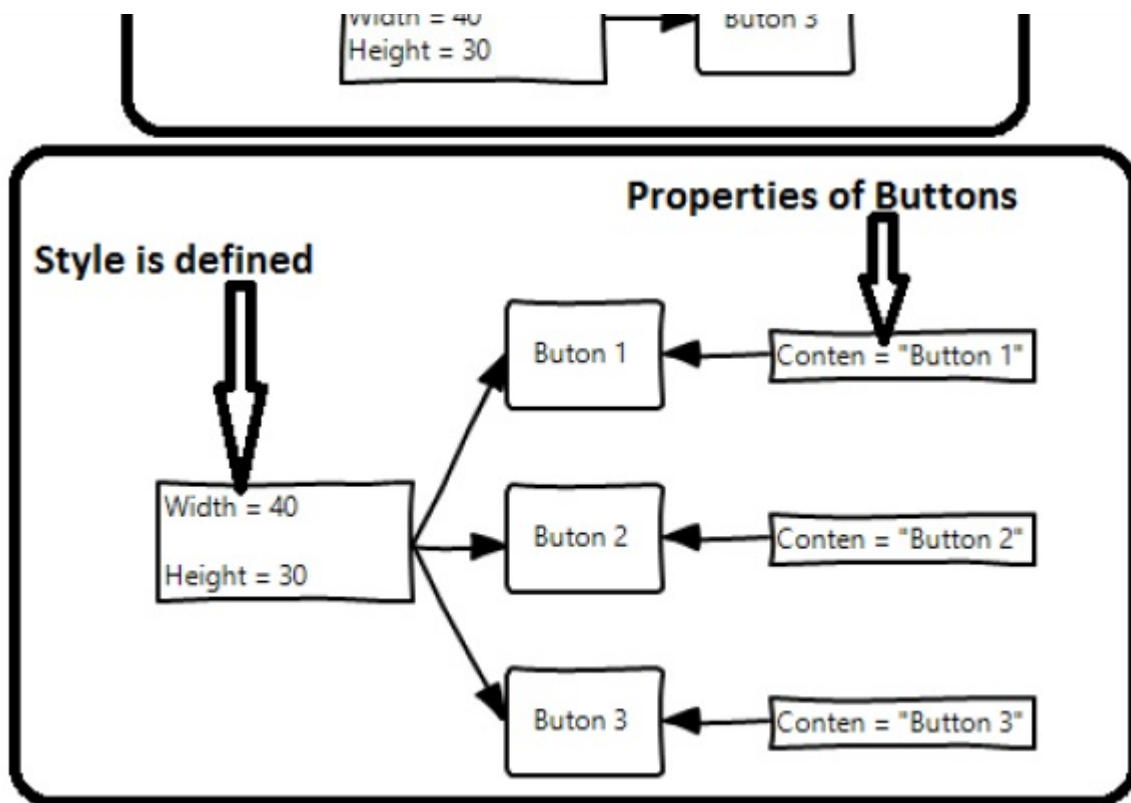 Width = 40
Height = 30
Buton 3
Properties of Buttons
Style is defined
Buton 1
Conten = "Button 1"
Width = 40
Height = 30
Buton 2
Conten = "Button 2"
Buton 3
Conten = "Button 3"